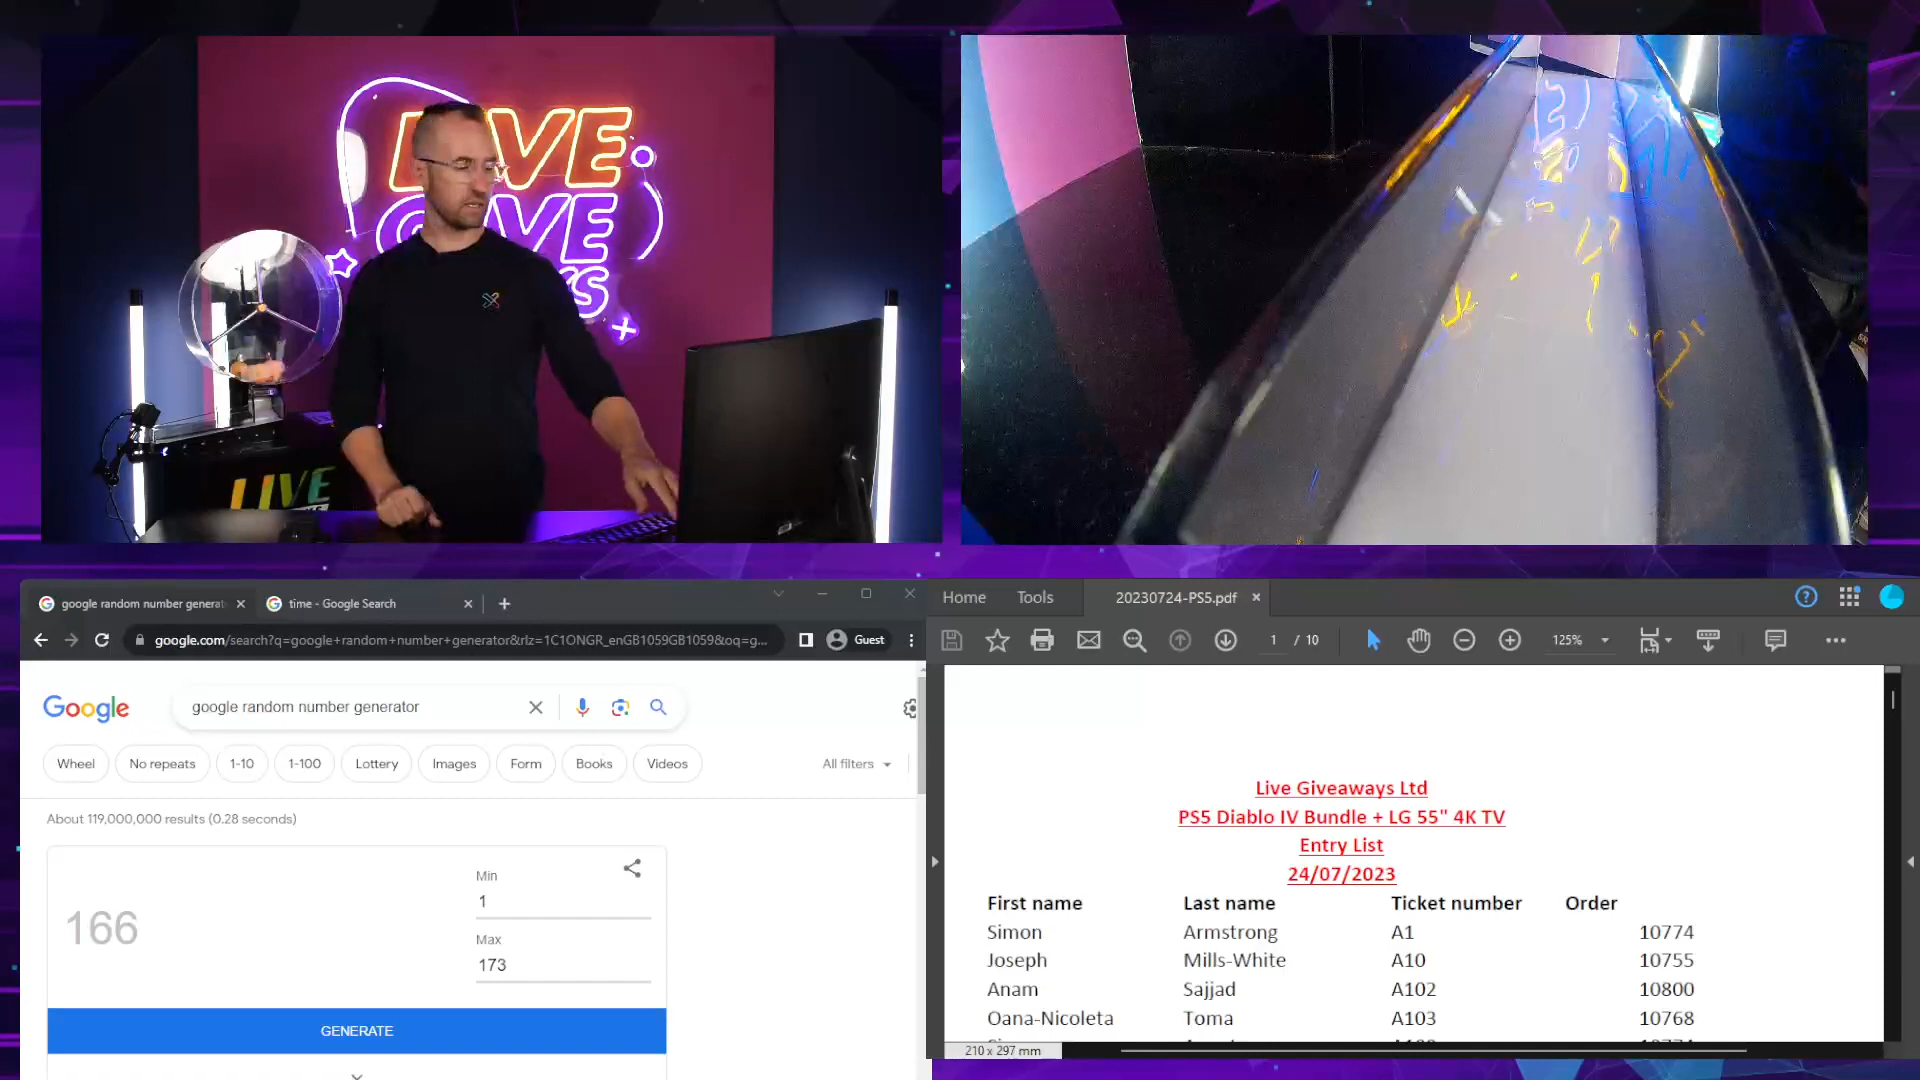 LIVE
GIVE
LIVE
google random number generat
time - Google Search
google.com/search?q=google+random+number+generator&rlz=1C1ONGR_enGB1059GB1059&oq=g...
Guest
Google
google random number generator
Wheel
No repeats
1-10
1-100
Lottery
Images
Form
Books
Videos
All filters
About 119,000,000 results (0.28 seconds)
166
Min
1
Max
173
GENERATE
Home
Tools
20230724-PS5.pdf
1 / 10
125%
Live Giveaways Ltd
PS5 Diablo IV Bundle + LG 55" 4K TV
Entry List
24/07/2023
First name Last name Ticket number Order
Simon Armstrong A1 10774
Joseph Mills-White A10 10755
Anam Sajjad A102 10800
Oana-Nicoleta Toma A103 10768
210 x 297 mm